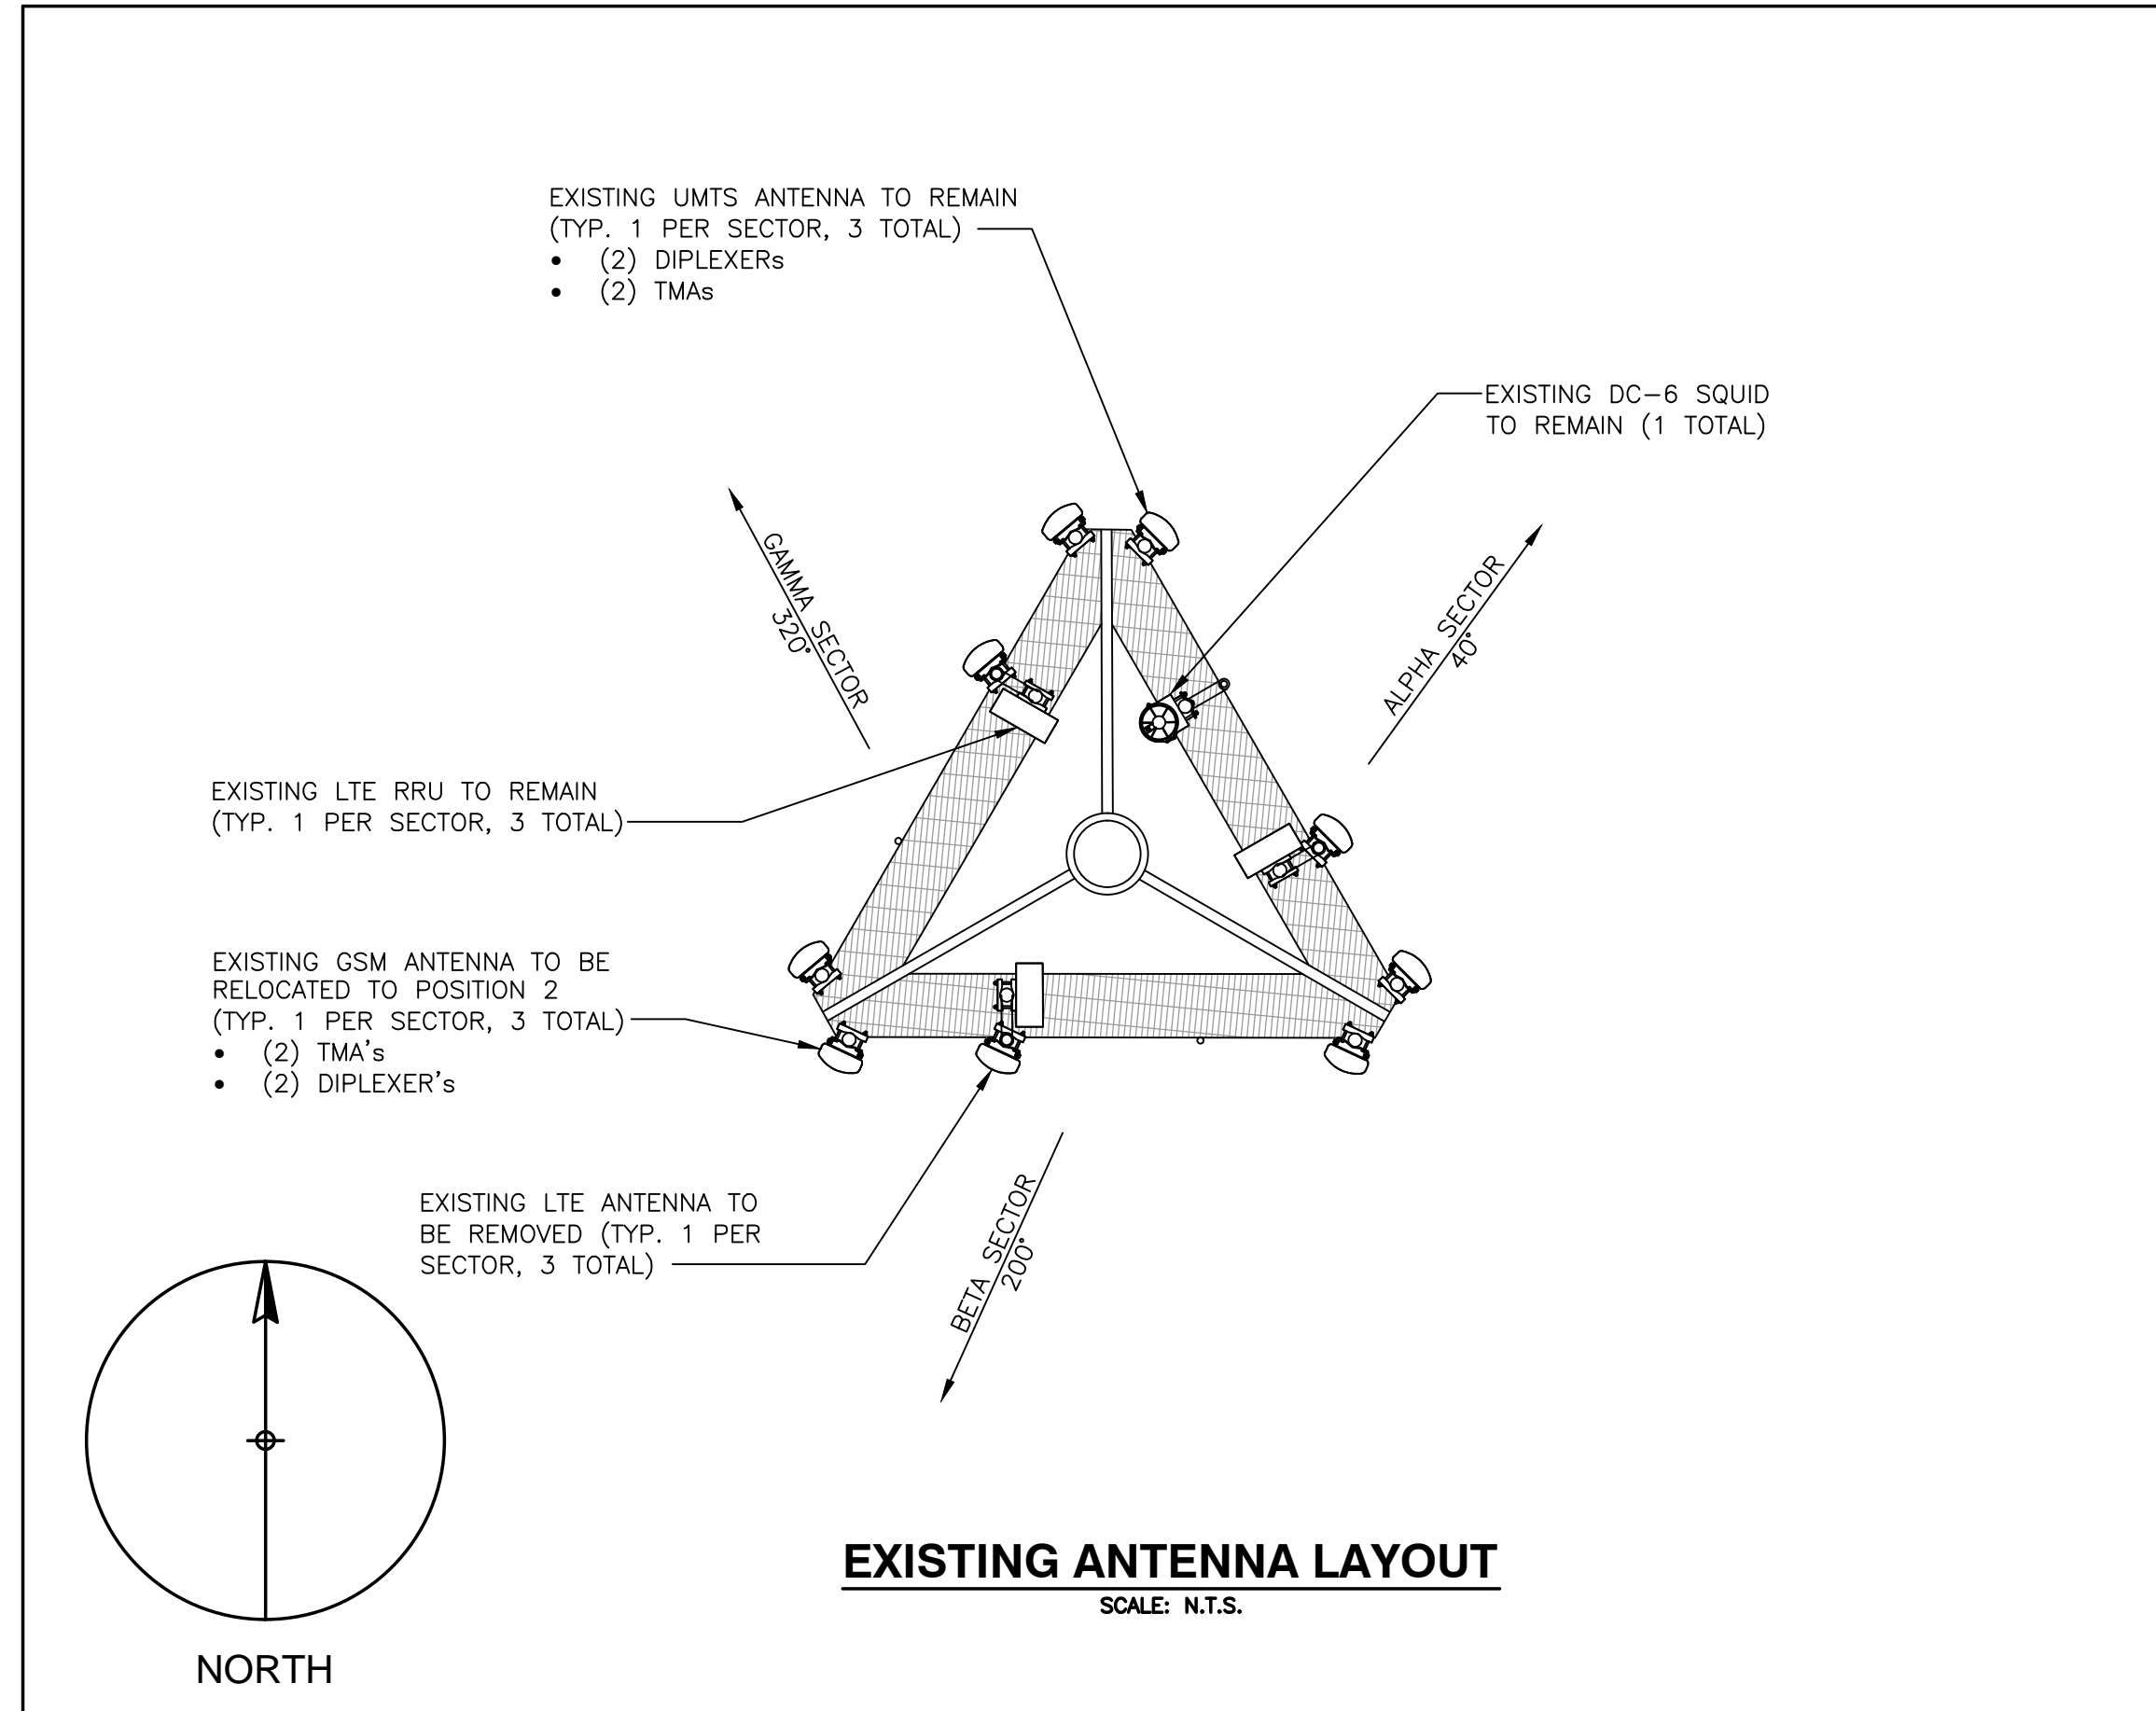 EXISTING UMTS ANTENNA TO REMAIN
(TYP. 1 PER SECTOR, 3 TOTAL)
• (2) DIPLEXERs
• (2) TMAs
EXISTING DC-6 SQUID
TO REMAIN (1 TOTAL)
GAMMA SECTOR
320°
ALPHA SECTOR
40°
EXISTING LTE RRU TO REMAIN
(TYP. 1 PER SECTOR, 3 TOTAL)
EXISTING GSM ANTENNA TO BE
RELOCATED TO POSITION 2
(TYP. 1 PER SECTOR, 3 TOTAL)
• (2) TMA's
• (2) DIPLEXER's
EXISTING LTE ANTENNA TO
BE REMOVED (TYP. 1 PER
SECTOR, 3 TOTAL)
BETA SECTOR
200°
NORTH
EXISTING ANTENNA LAYOUT
SCALE: N.T.S.